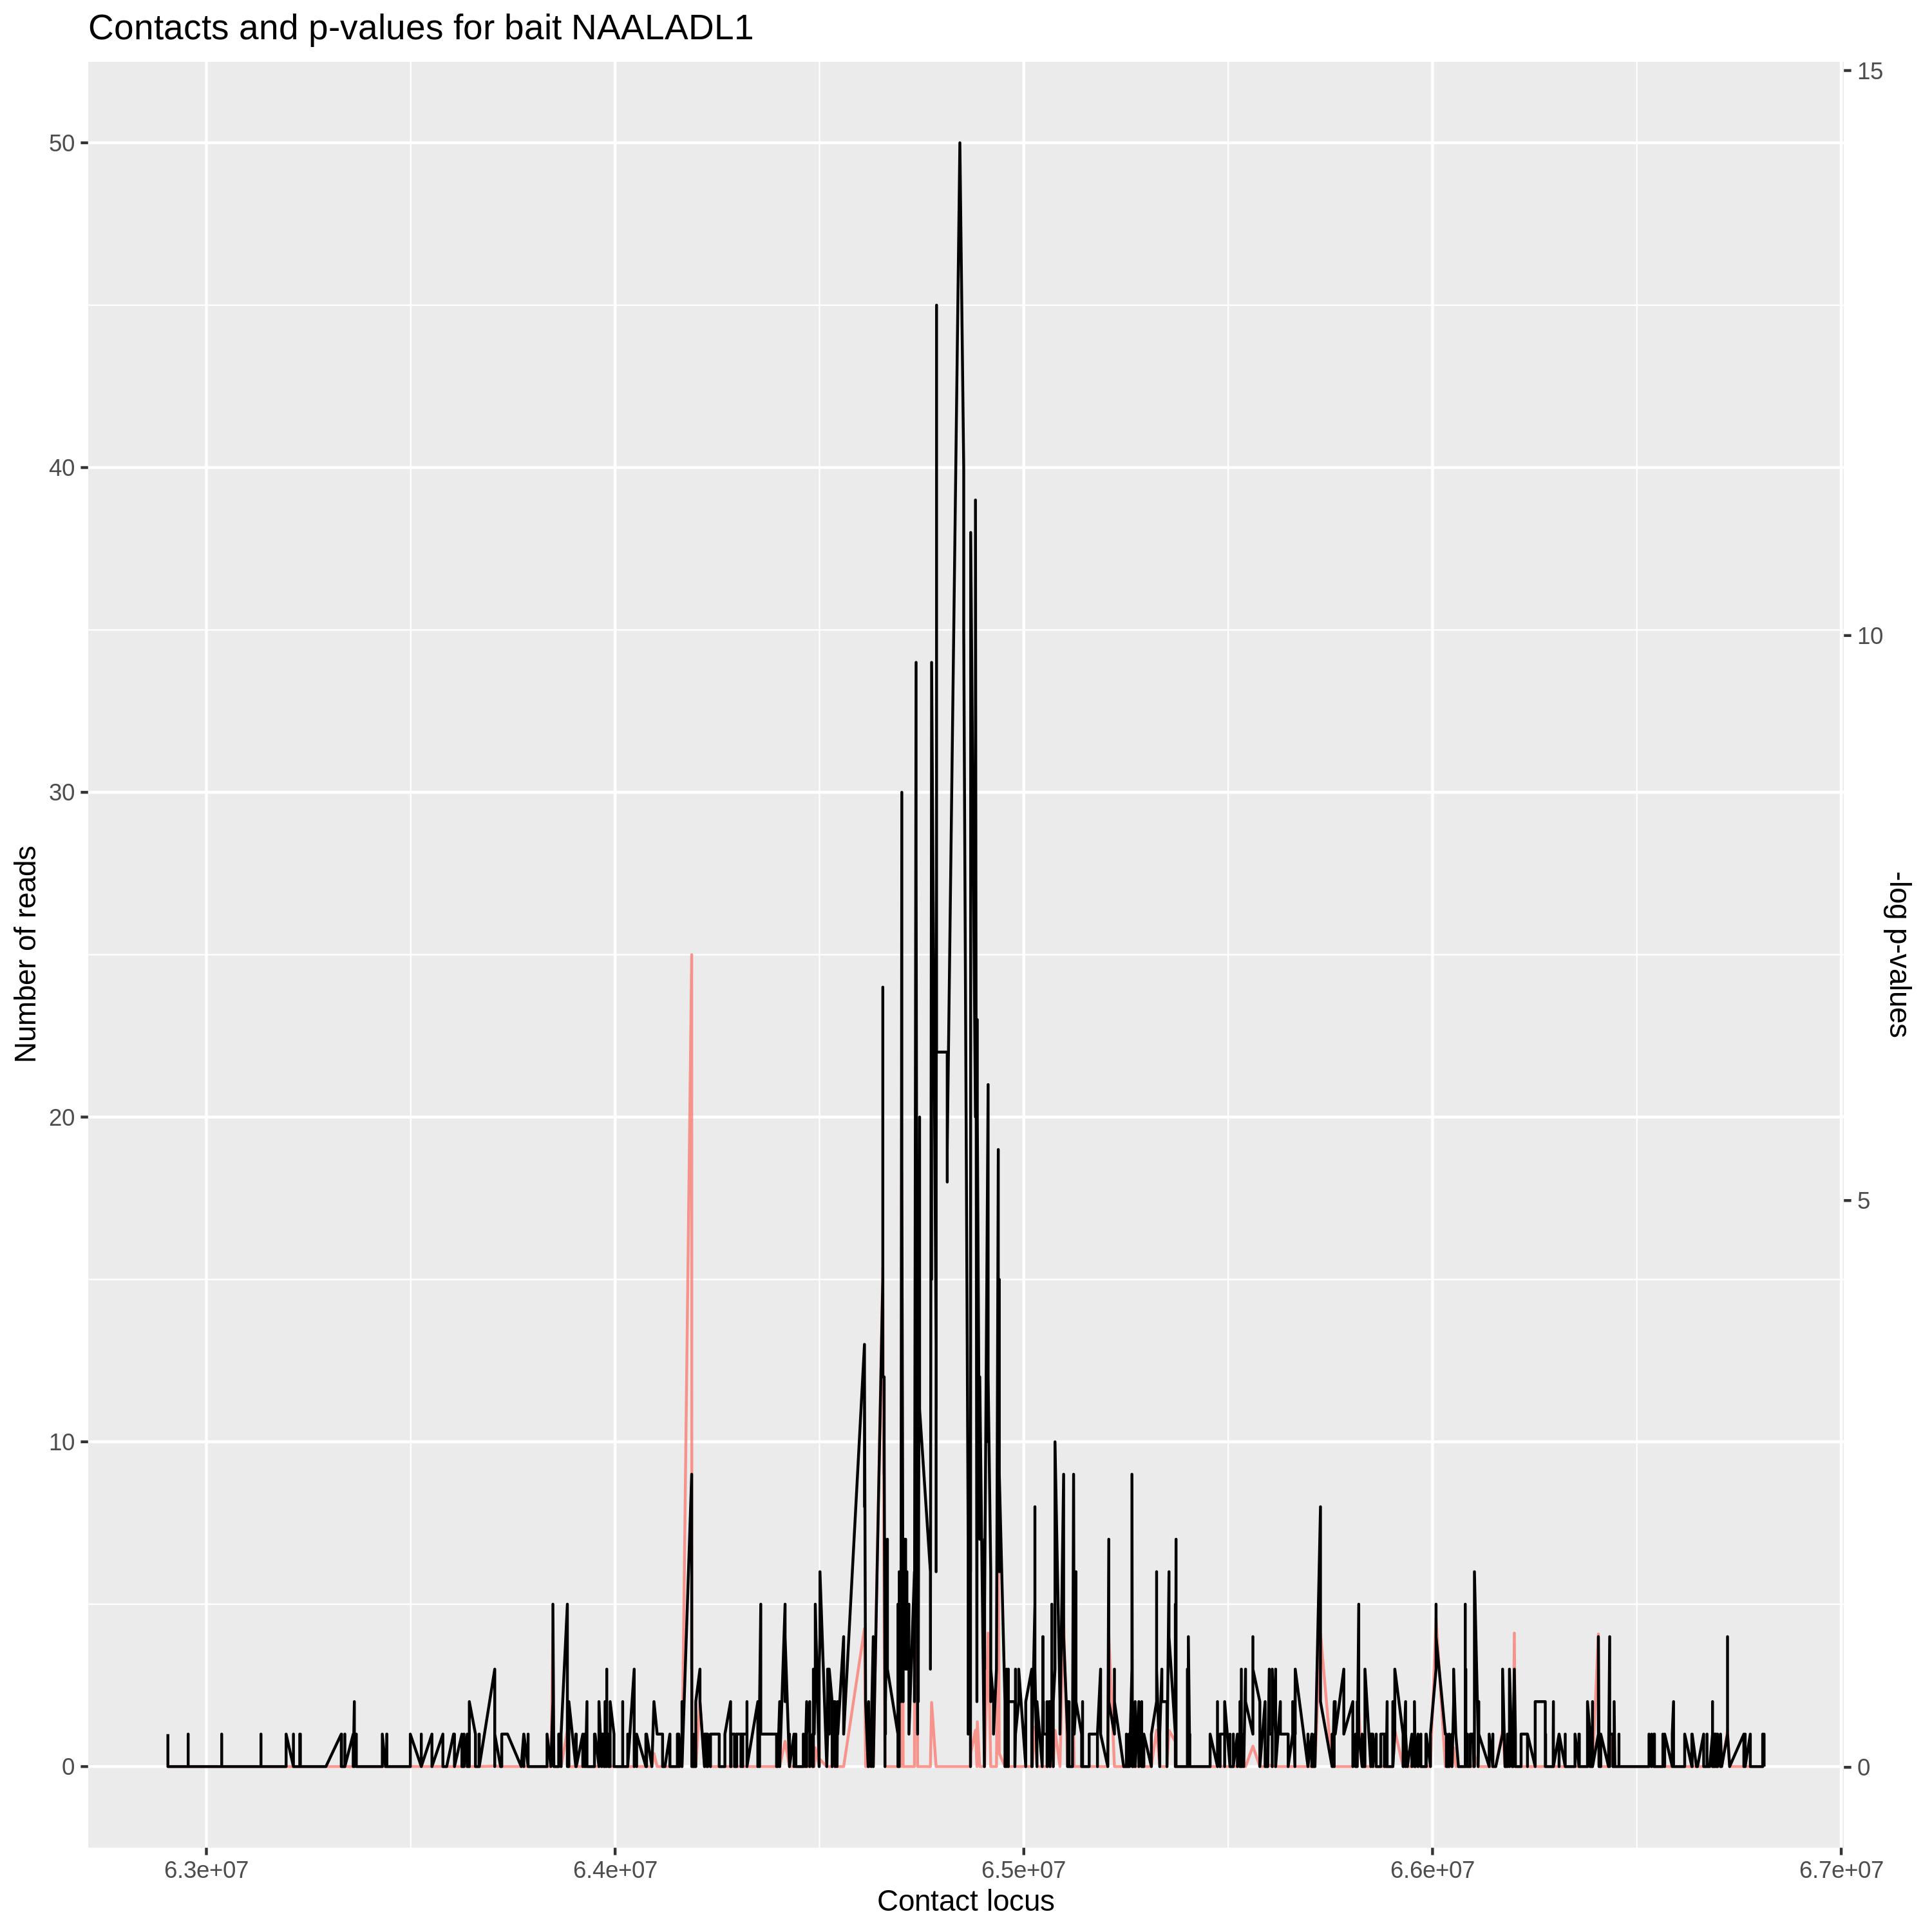 Contacts and p-values for bait NAALADL1
50
40
30
20
10
0
Number of reads
15
10
5
0
-log p-values
6.3e+07 6.4e+07 6.5e+07 6.6e+07 6.7e+07
Contact locus